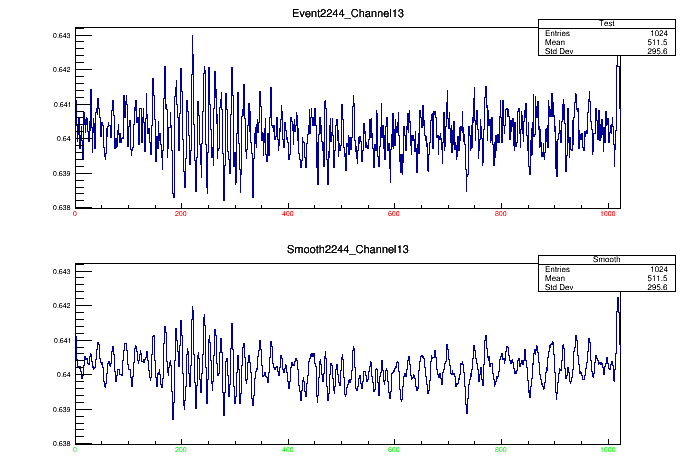 Event2244_Channel13
Test
Entries 1024
Mean 511.5
Std Dev 295.6
0.643
0.642
0.641
0.64
0.639
0.638
0 200 400 600 800 1000
Smooth2244_Channel13
Smooth
Entries 1024
Mean 511.5
Std Dev 295.6
0.643
0.642
0.641
0.64
0.639
0.638
0 200 400 600 800 1000